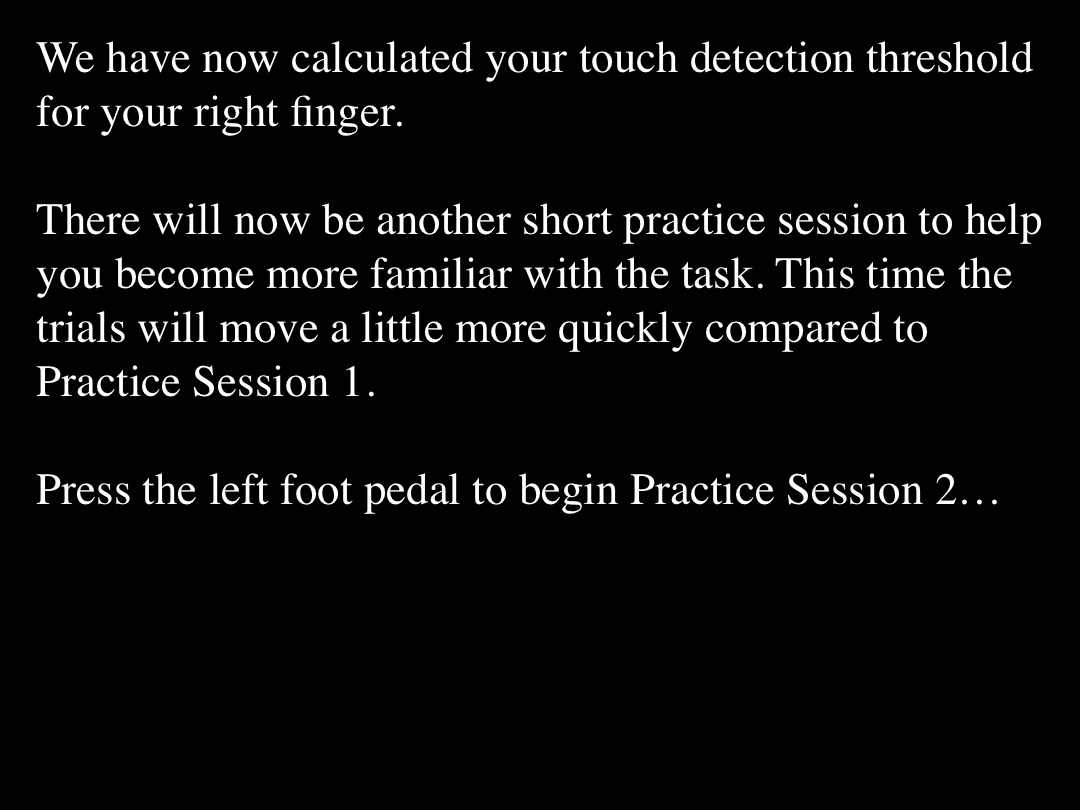 We have now calculated your touch detection threshold
for your right finger.
There will now be another short practice session to help
you become more familiar with the task. This time the
trials will move a little more quickly compared to
Practice Session 1.
Press the left foot pedal to begin Practice Session 2…